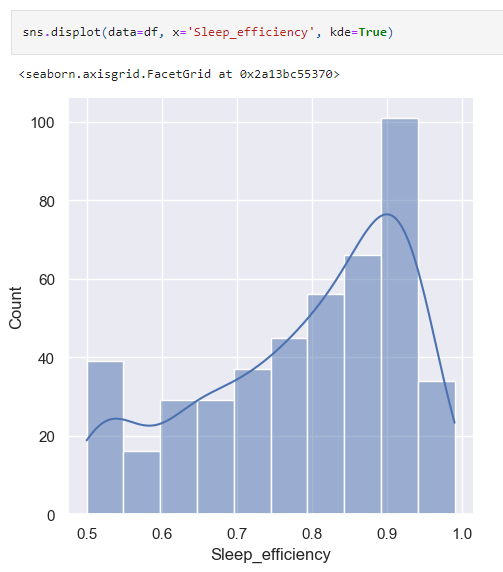 sns.displot(data=df, x='Sleep_efficiency', kde=True)
<seaborn.axisgrid.FacetGrid at 0x2a13bc55370>
100
80
60
40
20
0
Count
0.5 0.6 0.7 0.8 0.9 1.0
Sleep_efficiency